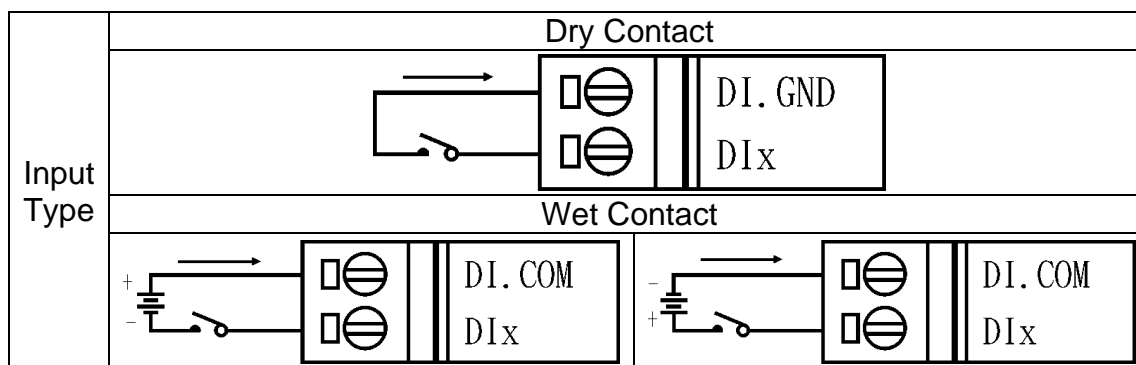 Input
Type
Dry Contact
DI.GND
DIx
Wet Contact
+
-
DI.COM
DIx
-
+
DI.COM
DIx